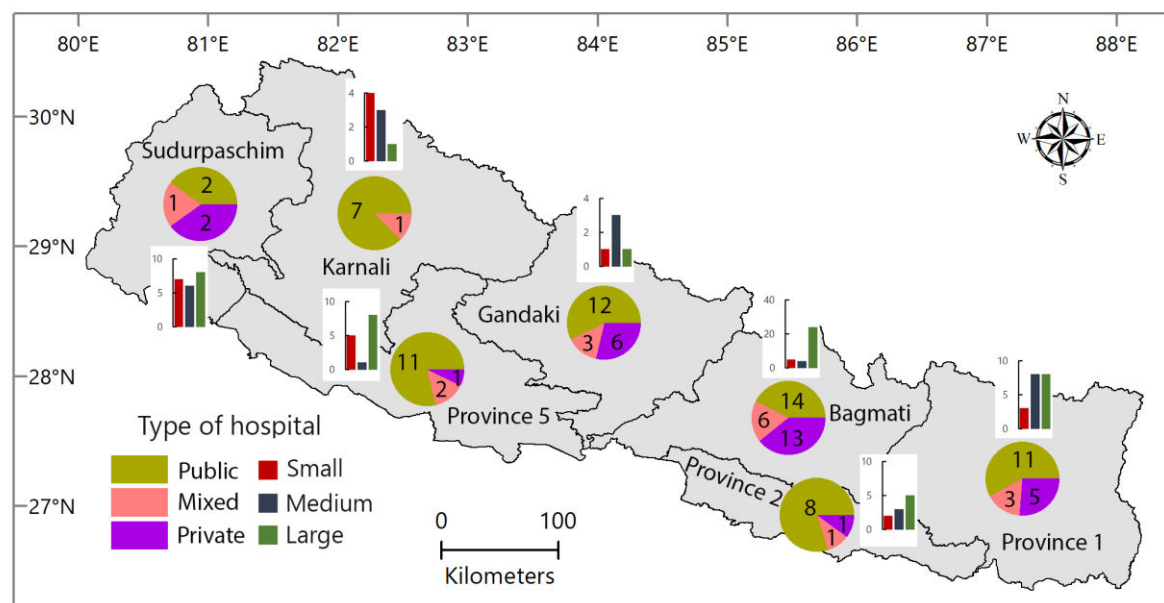 80°E 81°E 82°E 83°E 84°E 85°E 86°E 87°E 88°E
30°N
29°N
28°N
27°N
N
W E
S
Sudurpaschim
2
1
2
10
5
0
4
2
0
7
1
Karnali
10
5
0
11
1
2
Province 5
4
2
0
Gandaki
12
3
6
40
20
0
14
6
13
Bagmati
Province 2
8
1
1
10
5
0
10
5
0
11
3
5
Province 1
Type of hospital
Public Small
Mixed Medium
Private Large
0 100
Kilometers